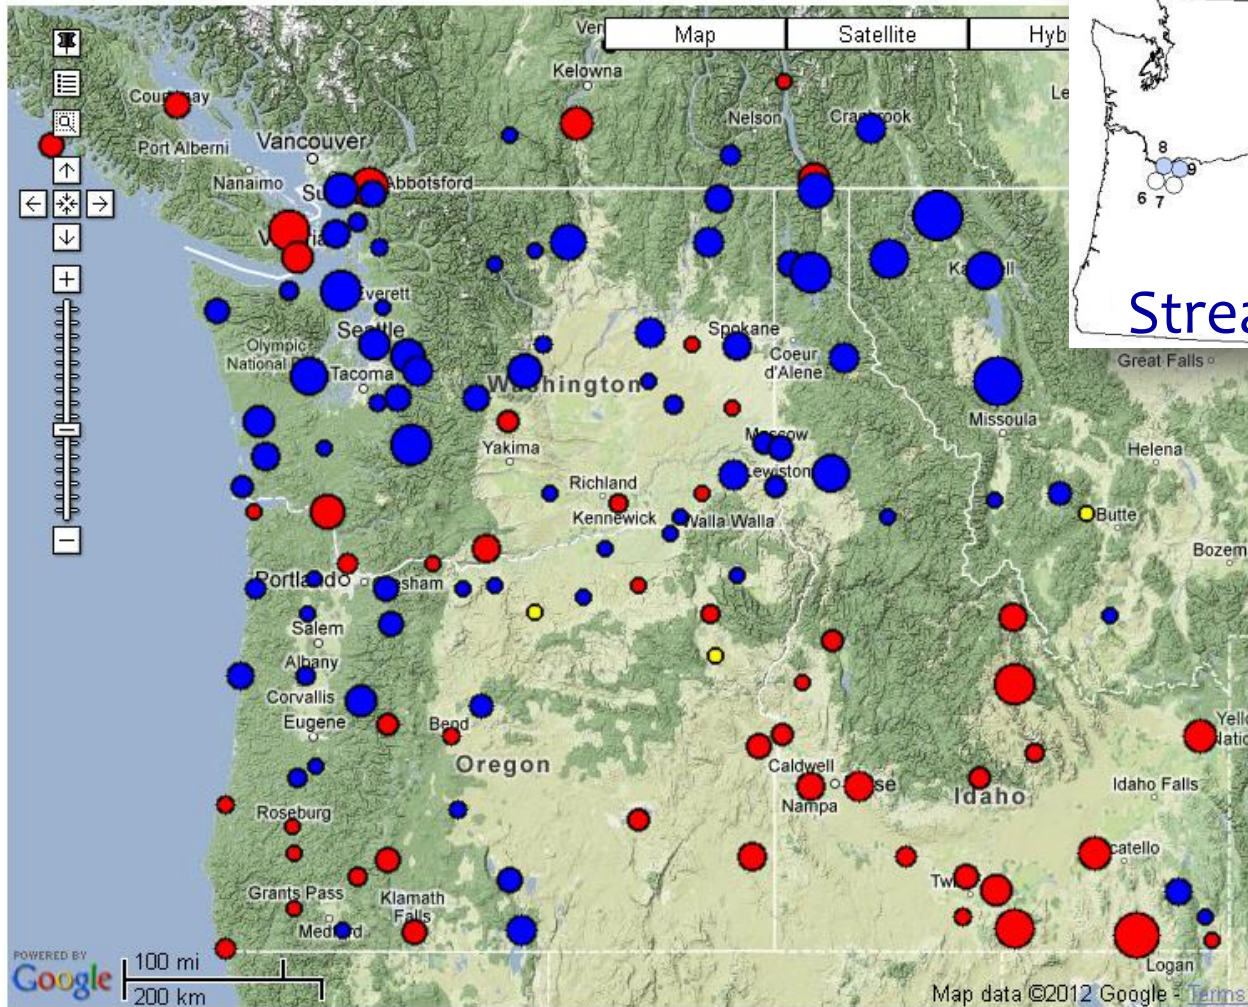 Map
Satellite
Kelowna
Nelson
Port Alberni
Vancouver
Nanaimo
Abbotsford
Everett
Seattle
Olympic
National
Tacoma
Washington
Spokane
Coeur
d'Alene
Great Falls
Missoula
Helena
Yakima
Moscow
Lewiston
Richland
Kennewick
Walla Walla
Butte
Portland
Salem
Albany
Corvallis
Eugene
Bend
Oregon
Caldwell
Nampa
Idaho
Idaho Falls
Roseburg
Grants Pass
Klamath
Falls
Logan
8
9
6 7
POWERED BY
Google
100 mi
200 km
Map data ©2012 Google - Terms